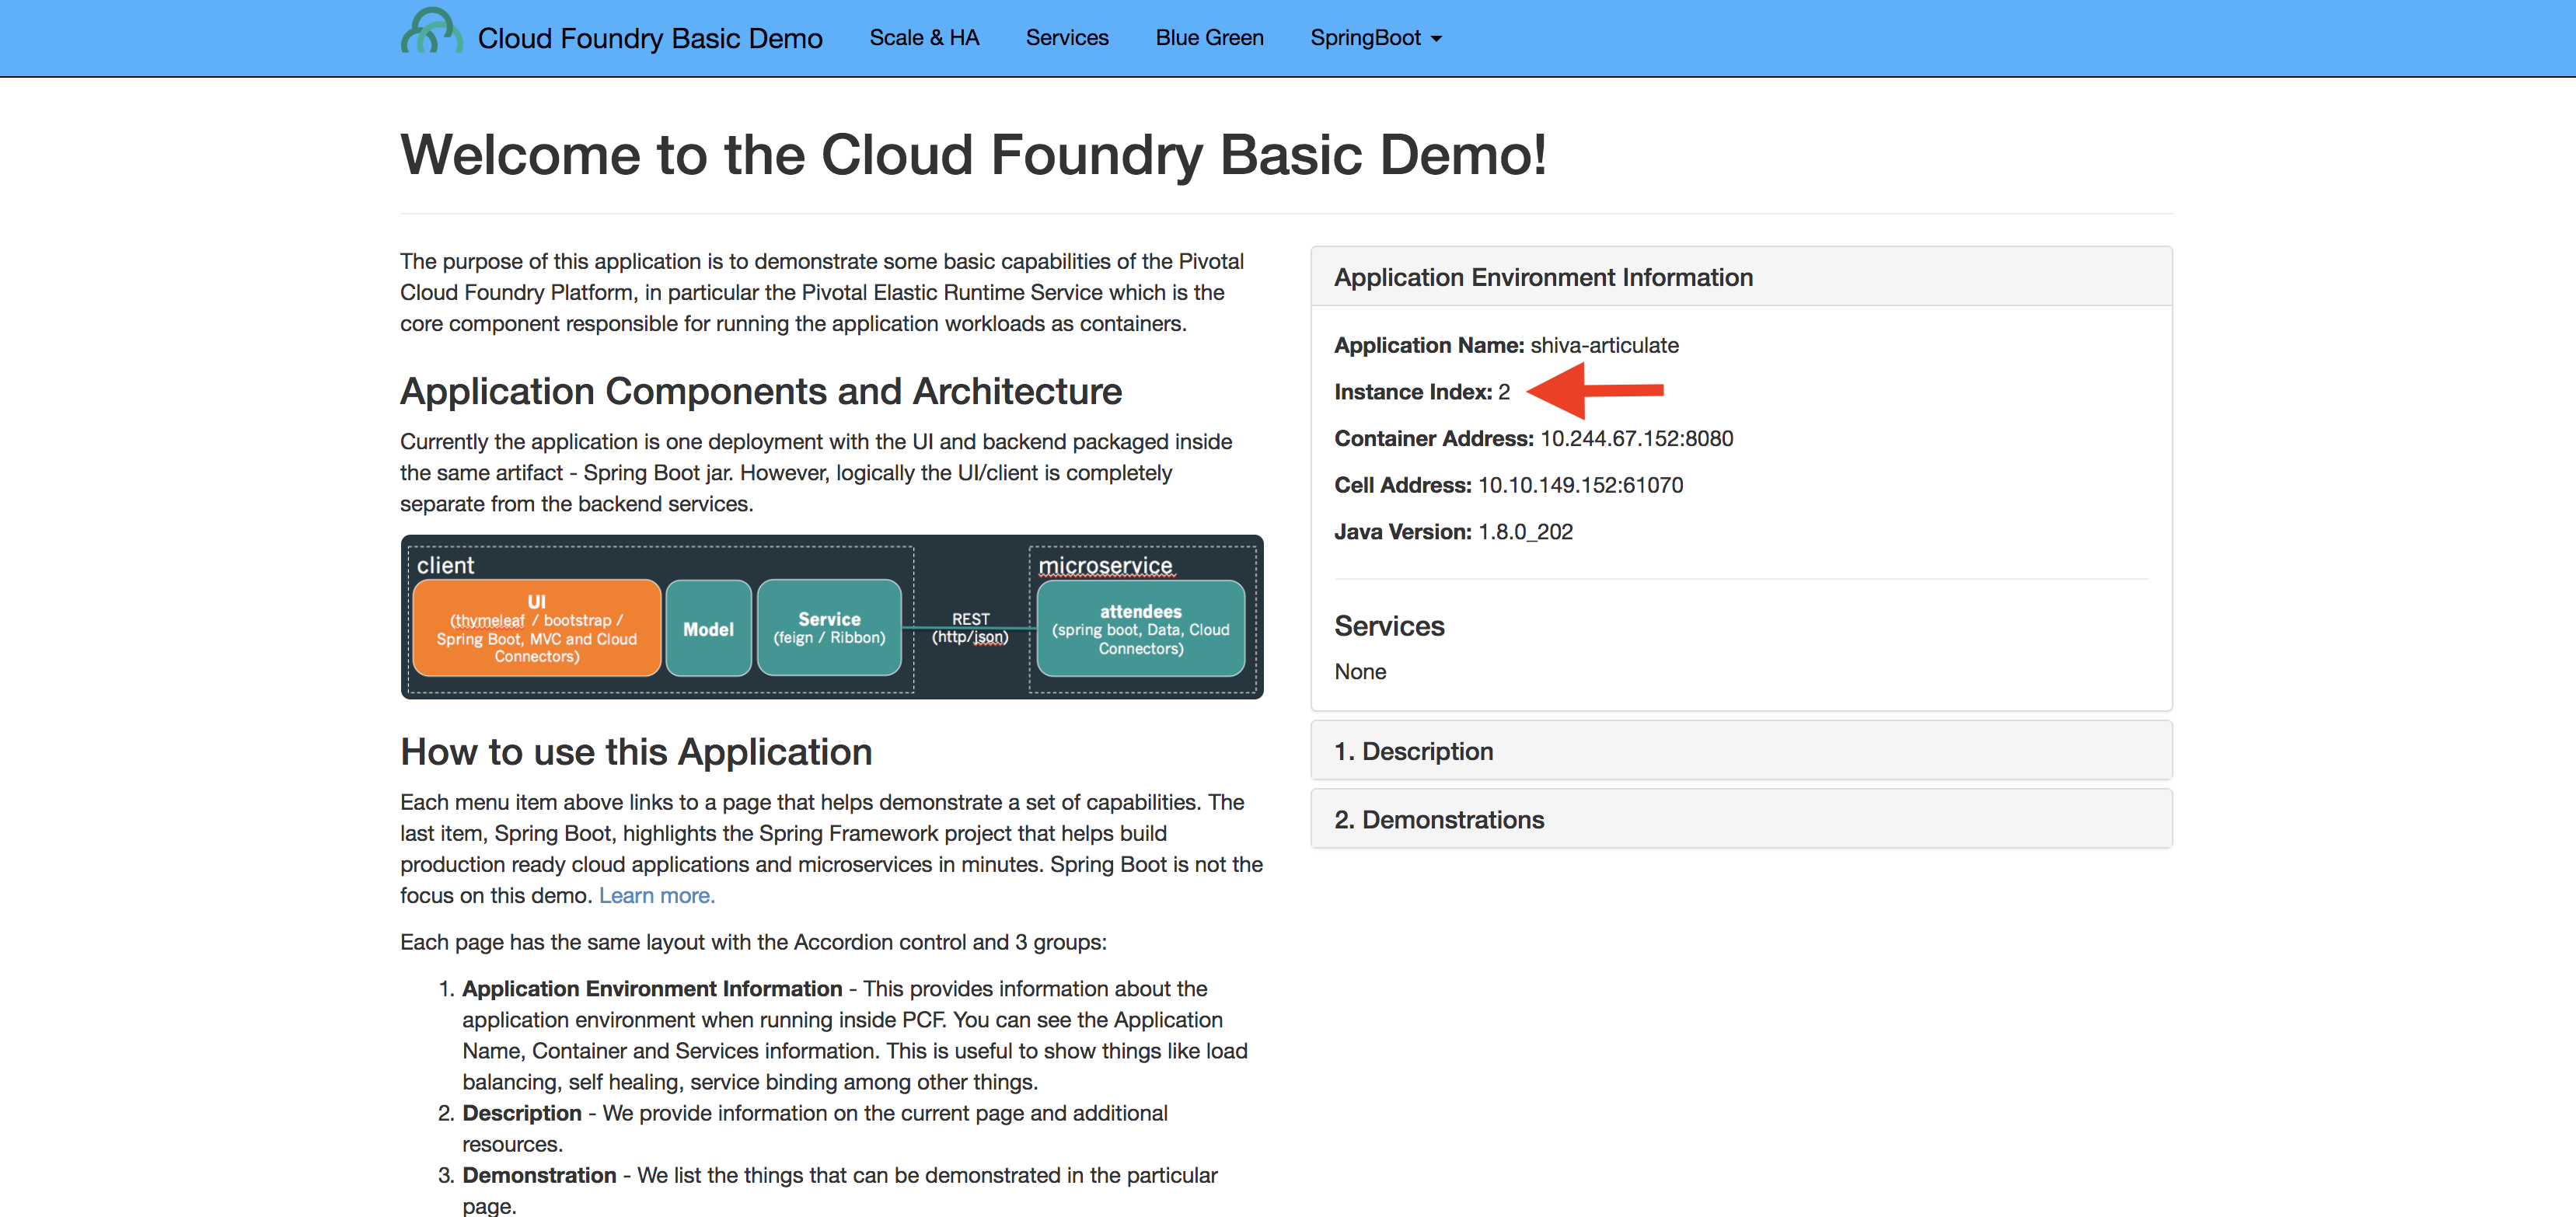 Cloud Foundry Basic Demo
Scale & HA
Services
Blue Green
SpringBoot
Welcome to the Cloud Foundry Basic Demo!
The purpose of this application is to demonstrate some basic capabilities of the Pivotal
Cloud Foundry Platform, in particular the Pivotal Elastic Runtime Service which is the
core component responsible for running the application workloads as containers.
Application Components and Architecture
Currently the application is one deployment with the UI and backend packaged inside
the same artifact - Spring Boot jar. However, logically the UI/client is completely
separate from the backend services.
client
UI
(thymeleaf / bootstrap /
Spring Boot, MVC and Cloud
Connectors)
Model
Service
(feign / Ribbon)
REST
(http/json)
microservice
attendees
(spring boot, Data, Cloud
Connectors)
How to use this Application
Each menu item above links to a page that helps demonstrate a set of capabilities. The
last item, Spring Boot, highlights the Spring Framework project that helps build
production ready cloud applications and microservices in minutes. Spring Boot is not the
focus on this demo. Learn more.
Each page has the same layout with the Accordion control and 3 groups:
1. Application Environment Information - This provides information about the
application environment when running inside PCF. You can see the Application
Name, Container and Services information. This is useful to show things like load
balancing, self healing, service binding among other things.
2. Description - We provide information on the current page and additional
resources.
3. Demonstration - We list the things that can be demonstrated in the particular
page.
Application Environment Information
Application Name: shiva-articulate
Instance Index: 2
Container Address: 10.244.67.152:8080
Cell Address: 10.10.149.152:61070
Java Version: 1.8.0_202
Services
None
1. Description
2. Demonstrations